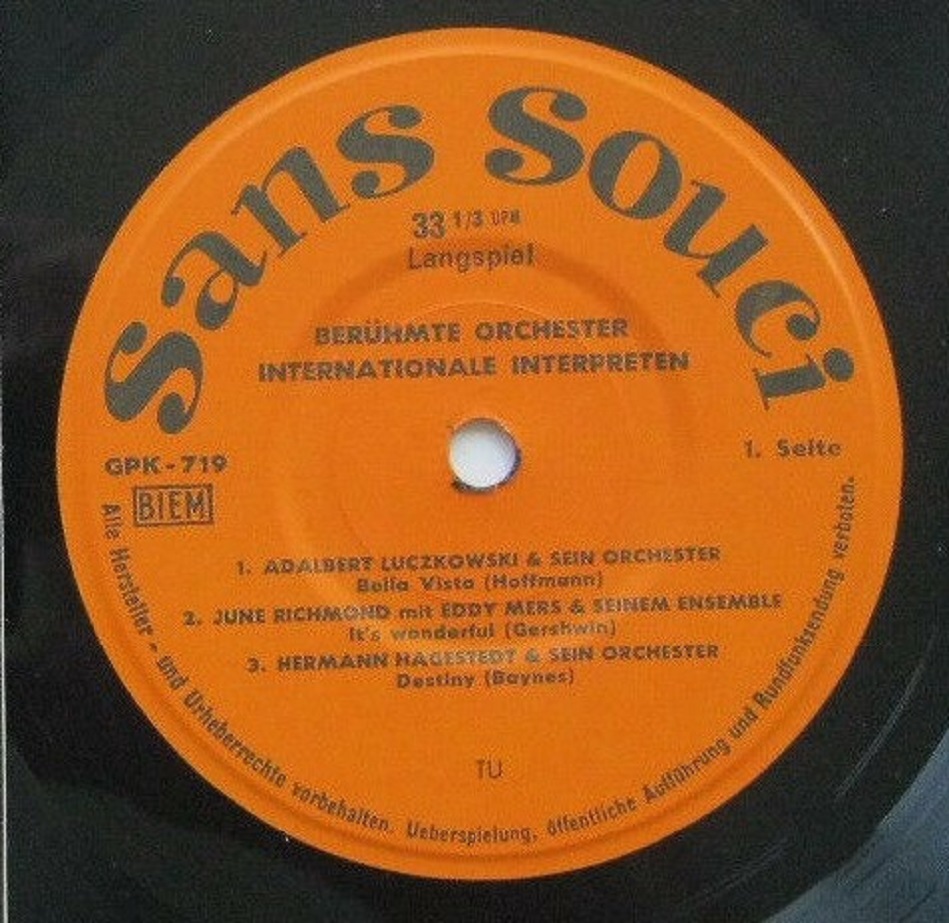 Sans Souci
33 1/3 UPM
Langspiel
BERÜHMTE ORCHESTER
INTERNATIONALE INTERPRETEN
1. Seite
GPK-719
BIEM
1. ADALBERT LUCZKOWSKI & SEIN ORCHESTER
Bella Vista (Hoffmann)
2. JUNE RICHMOND mit EDDY MERS & SEINEM ENSEMBLE
It's wonderful (Gershwin)
3. HERMANN HAGESTEDT & SEIN ORCHESTER
Destiny (Baynes)
TU
Alle Hersteller - und Urheberrechte vorbehalten. Ueberspielung, öffentliche Aufführung und Rundfunksendung verboten.